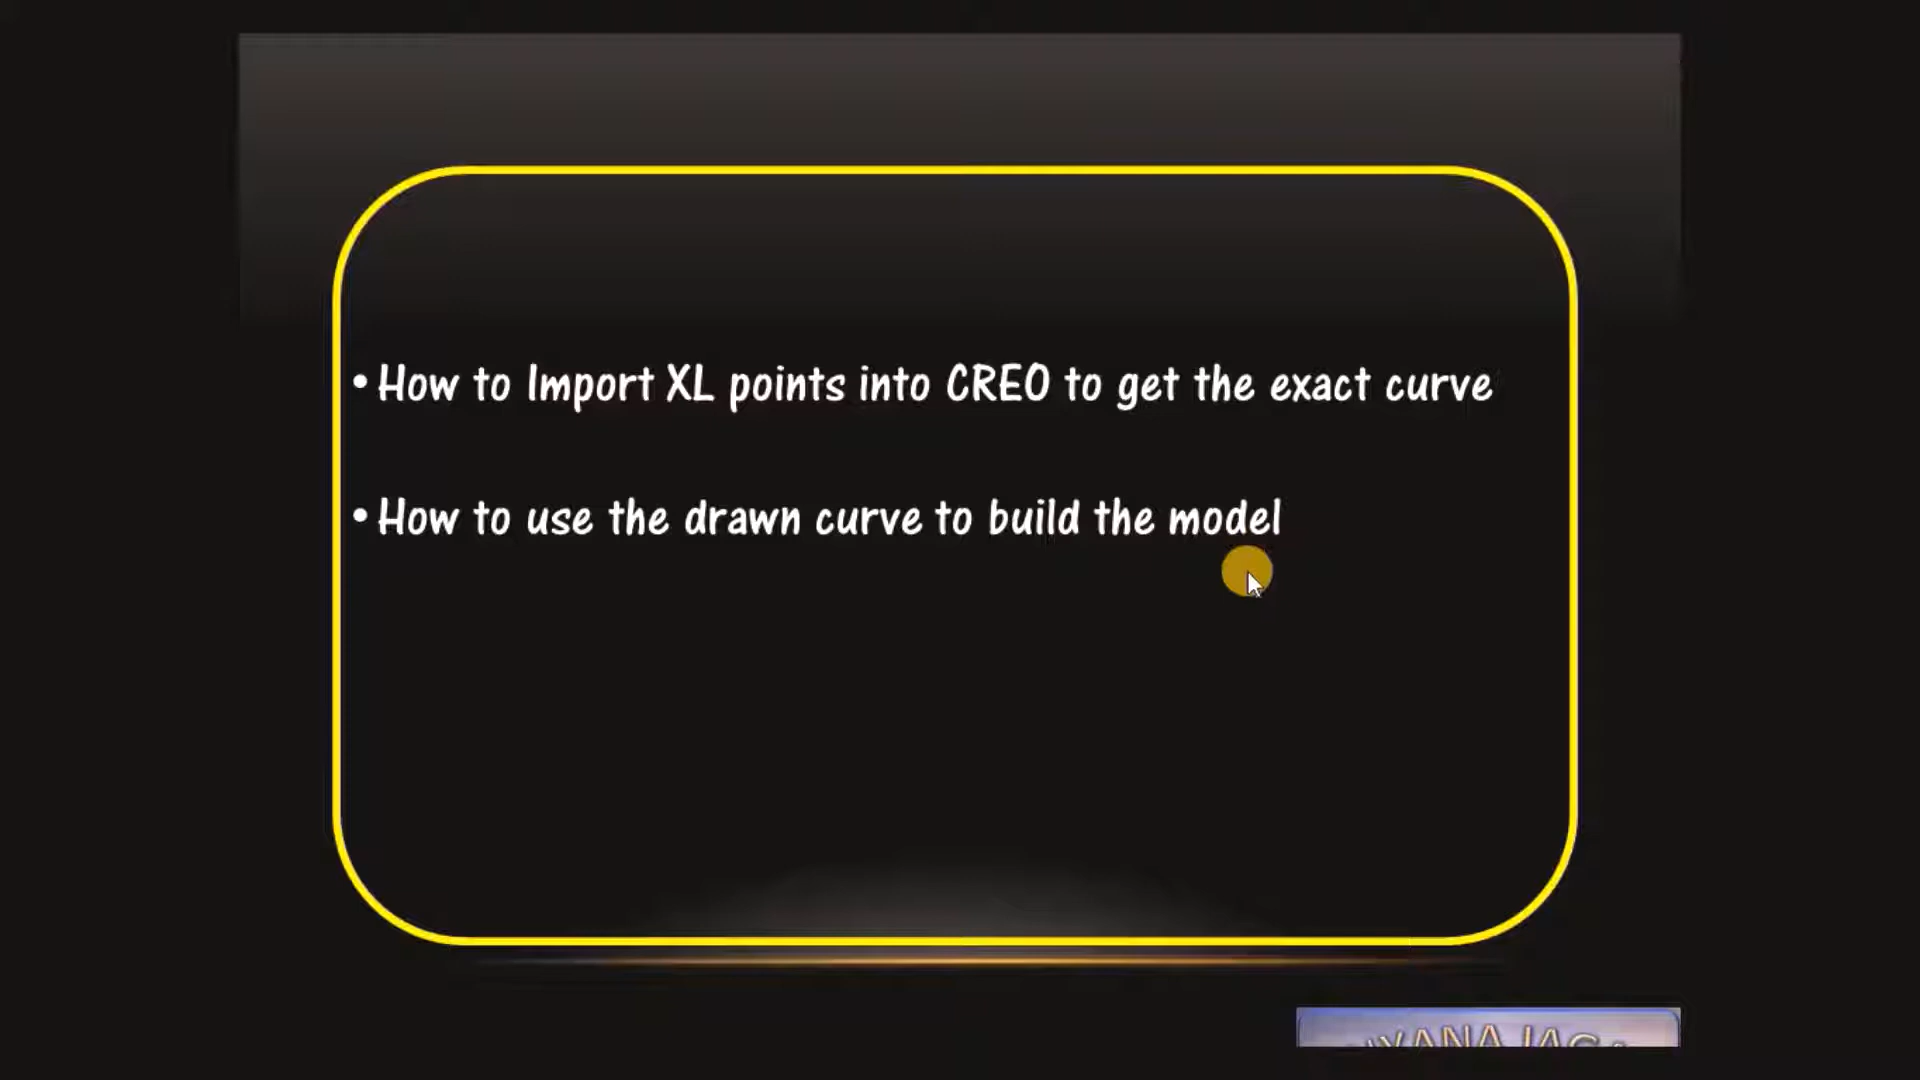 • How to Import XL points into CREO to get the exact curve
• How to use the drawn curve to build the model